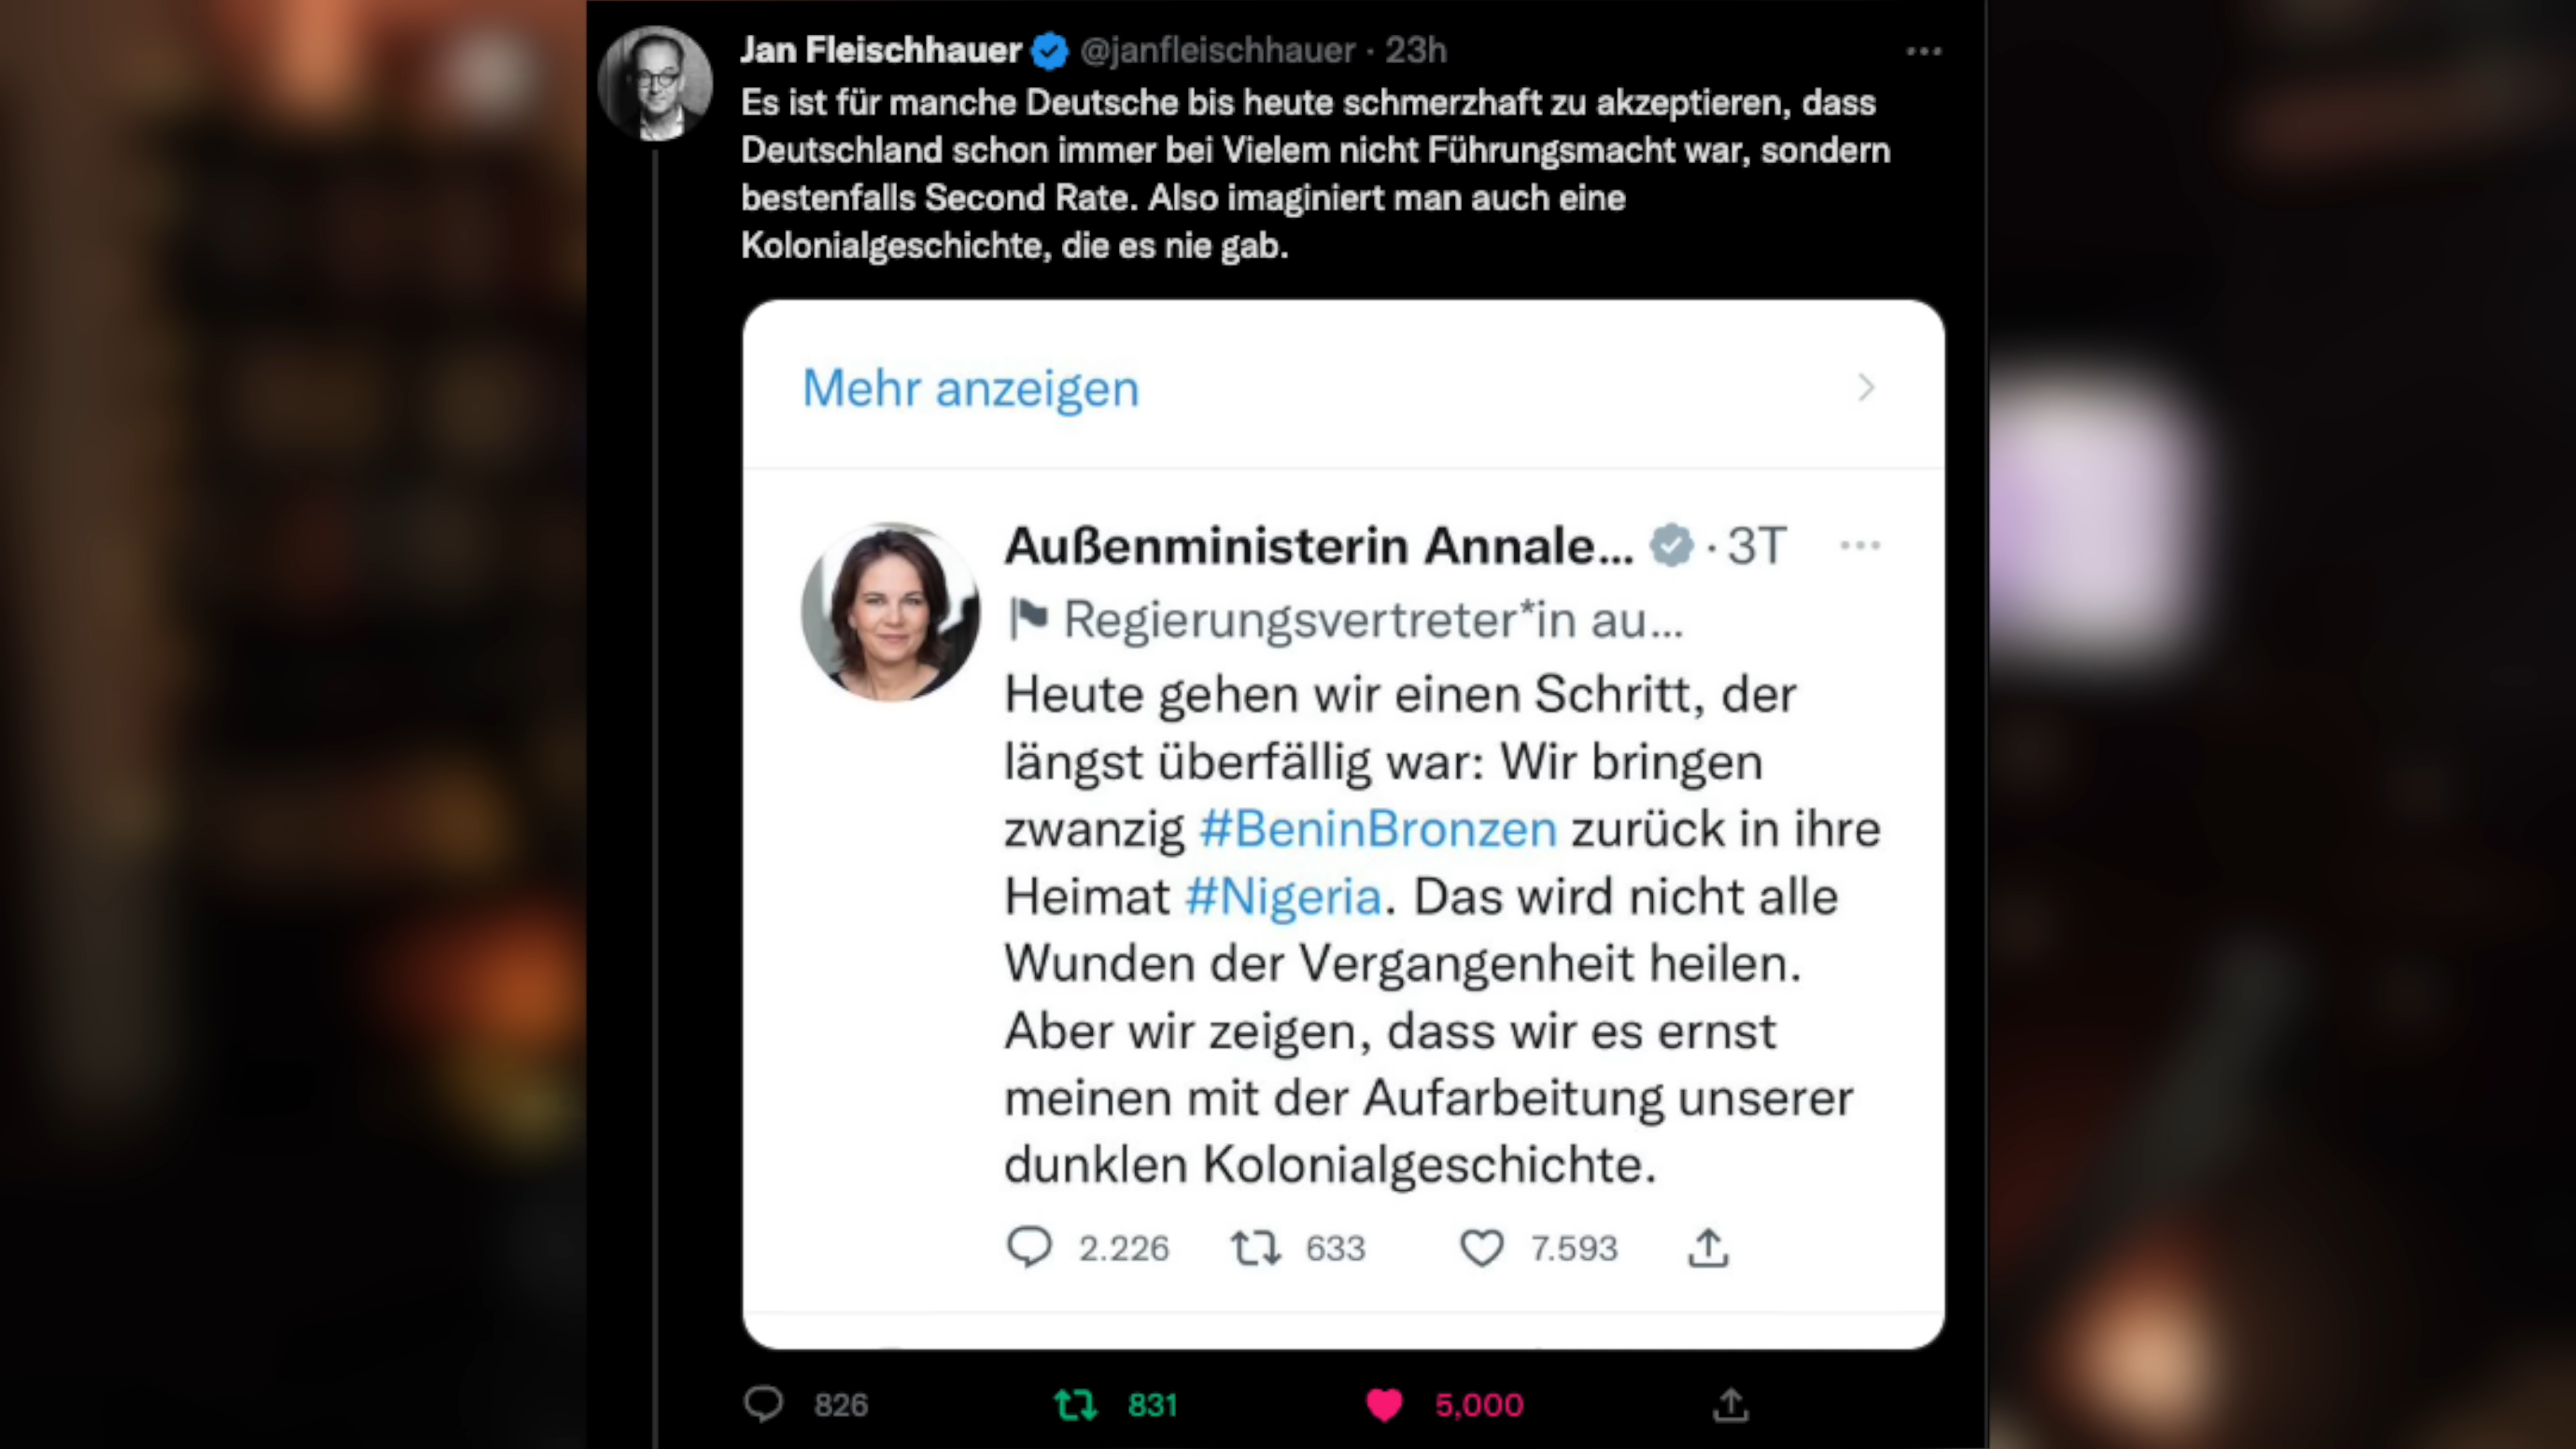 Jan Fleischhauer @janfleischhauer · 23h
Es ist für manche Deutsche bis heute schmerzhaft zu akzeptieren, dass
Deutschland schon immer bei Vielem nicht Führungsmacht war, sondern
bestenfalls Second Rate. Also imaginiert man auch eine
Kolonialgeschichte, die es nie gab.
Mehr anzeigen
Außenministerin Annale... · 3T
Regierungsvertreter*in au...
Heute gehen wir einen Schritt, der
längst überfällig war: Wir bringen
zwanzig #BeninBronzen zurück in ihre
Heimat #Nigeria. Das wird nicht alle
Wunden der Vergangenheit heilen.
Aber wir zeigen, dass wir es ernst
meinen mit der Aufarbeitung unserer
dunklen Kolonialgeschichte.
2.226 633 7.593
826 831 5,000